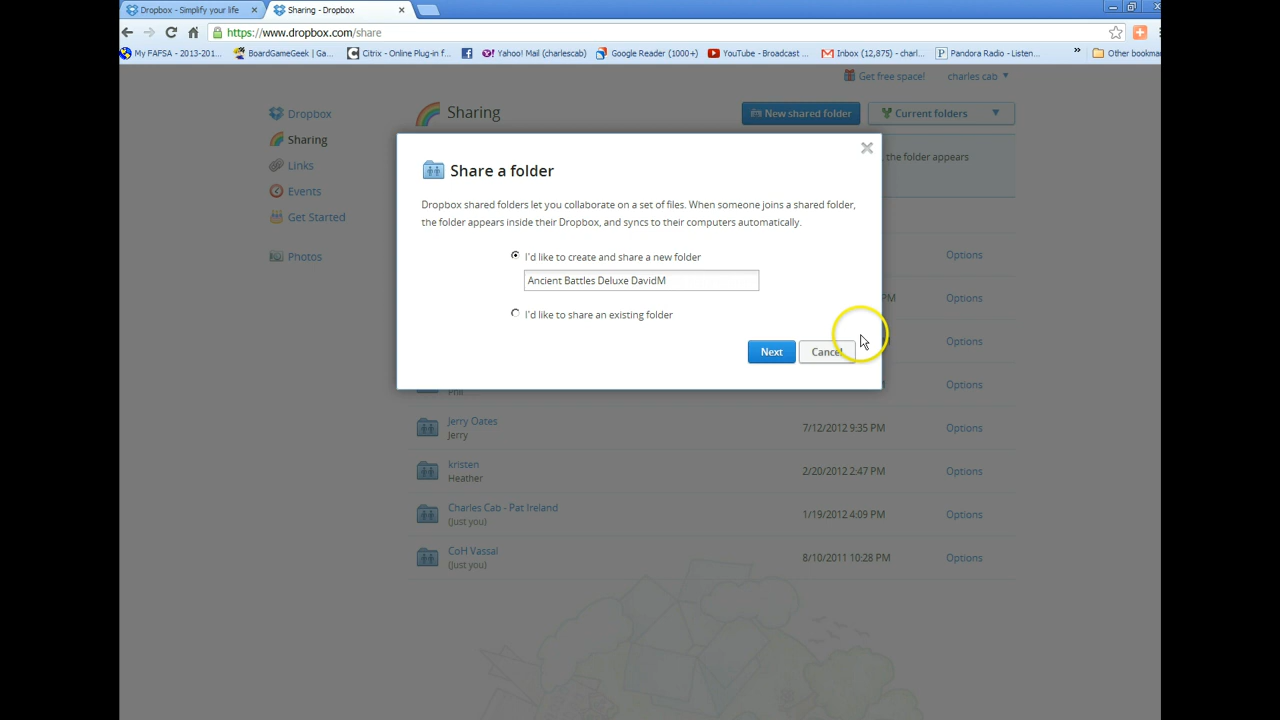 Dropbox - Simplify your life
Sharing - Dropbox
https://www.dropbox.com/share
My FAFSA - 2013-201...
BoardGameGeek | Ga...
Citrix - Online Plug-in f...
Yahoo! Mail (charlescab)
Google Reader (1000+)
YouTube - Broadcast ...
Inbox (12,875) - charl...
Pandora Radio - Listen...
Other bookmar
Get free space!
charles cab
Dropbox
Sharing
Links
Events
Get Started
Photos
Sharing
New shared folder
Current folders
, the folder appears
Share a folder
Dropbox shared folders let you collaborate on a set of files. When someone joins a shared folder,
the folder appears inside their Dropbox, and syncs to their computers automatically.
I'd like to create and share a new folder
Ancient Battles Deluxe DavidM
I'd like to share an existing folder
Next
Cancel
Options
PM
Options
Options
Options
Jerry Oates
Jerry
7/12/2012 9:35 PM
Options
kristen
Heather
2/20/2012 2:47 PM
Options
Charles Cab - Pat Ireland
(Just you)
1/19/2012 4:09 PM
Options
CoH Vassal
(Just you)
8/10/2011 10:28 PM
Options